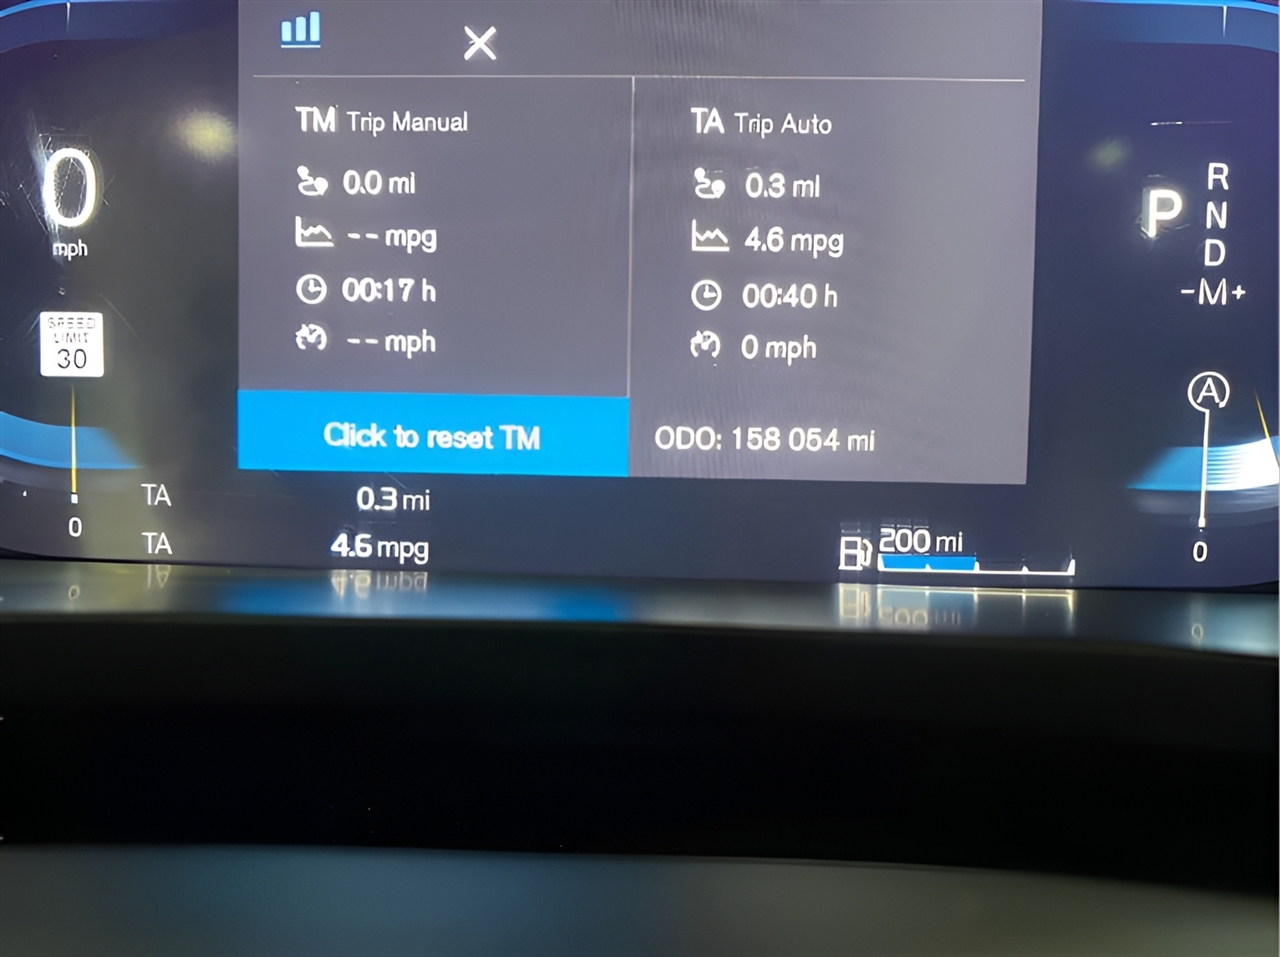 TM Trip Manual
0.0 mi
-- mpg
00:17 h
-- mph
Click to reset TM
TA Trip Auto
0.3 mi
4.6 mpg
00:40 h
0 mph
ODO: 158 054 mi
0
mph
SPEED
LIMIT
30
0
TA 0.3 mi
TA 4.6 mpg
200 mi
R
P N
D
-M+
A
0